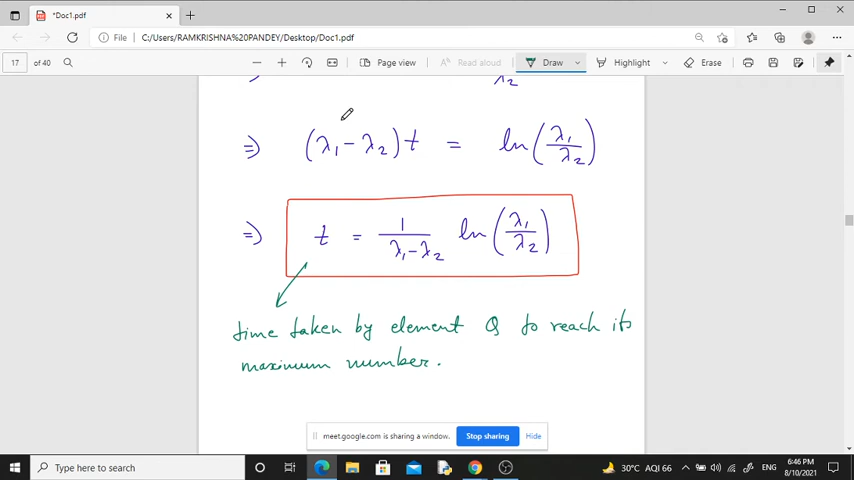 *Doc1.pdf
File C:/Users/RAMKRISHNA%20PANDEY/Desktop/Doc1.pdf
17 of 40 Page view Read aloud Draw Highlight Erase
λ2
⇒ (λ1 − λ2) t = ln(λ1/λ2)
⇒ t = 1/(λ1 − λ2) ln(λ1/λ2)
time taken by element Q to reach its
maximum number.
meet.google.com is sharing a window. Stop sharing Hide
Type here to search
30°C AQI 66 ENG 6:46 PM
8/10/2021